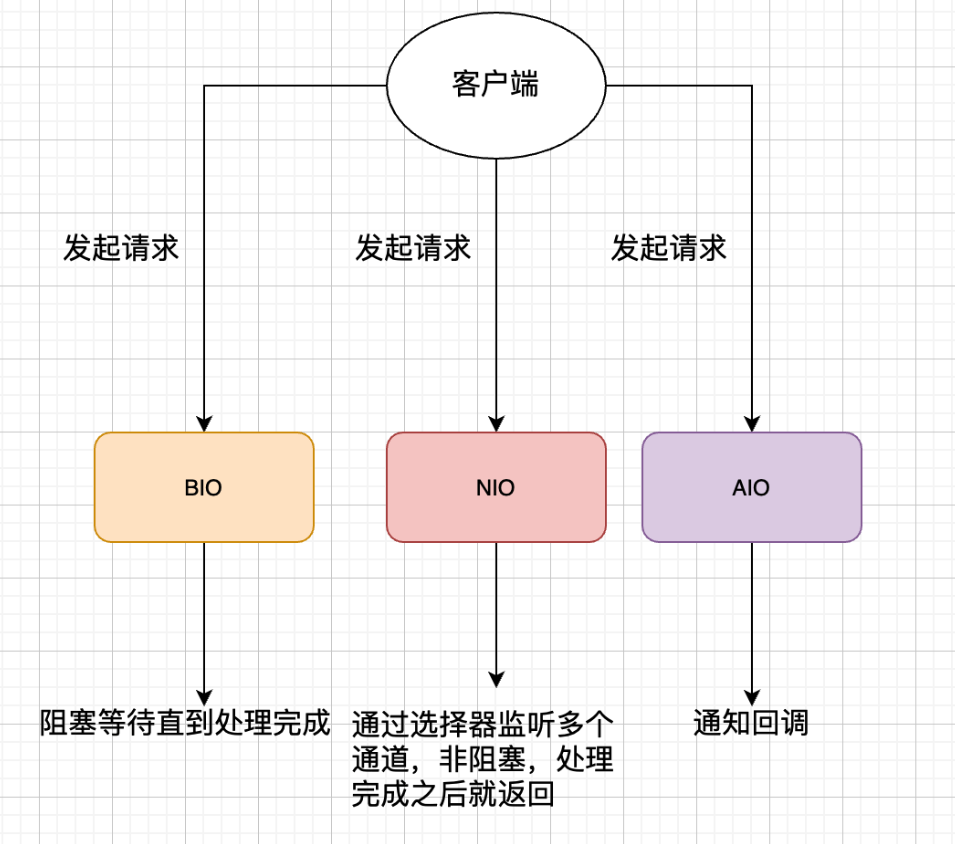 客户端
发起请求
发起请求
发起请求
BIO
NIO
AIO
阻塞等待直到处理完成
通过选择器监听多个
通道，非阻塞，处理
完成之后就返回
通知回调